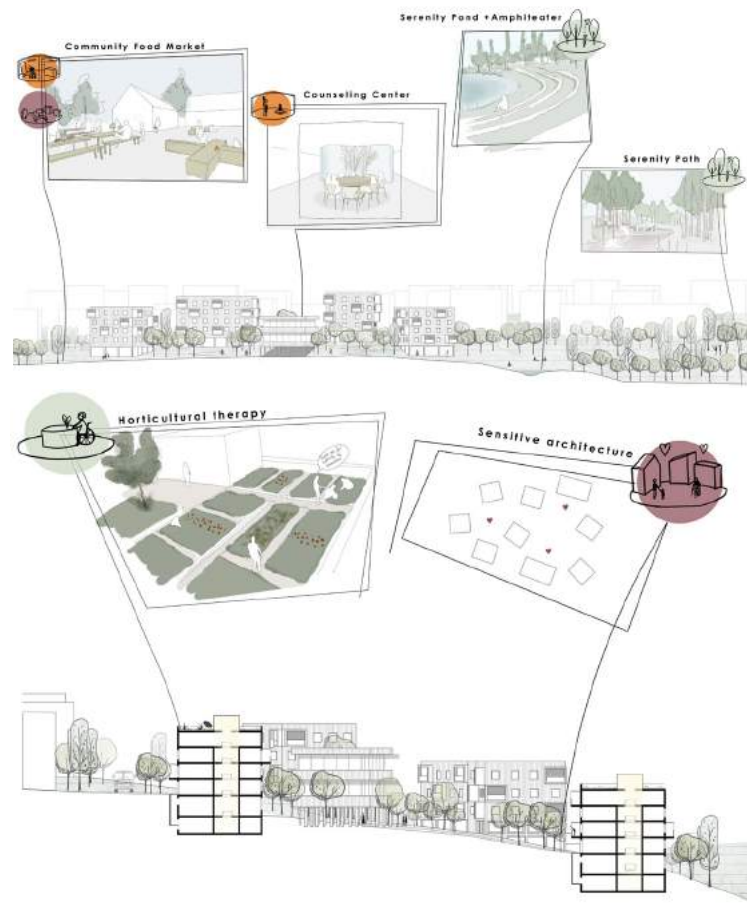 Serenity Pond +Amphiteater
Community Food Market
Counseling Center
Serenity Path
Horticultural therapy
Sensitive architecture